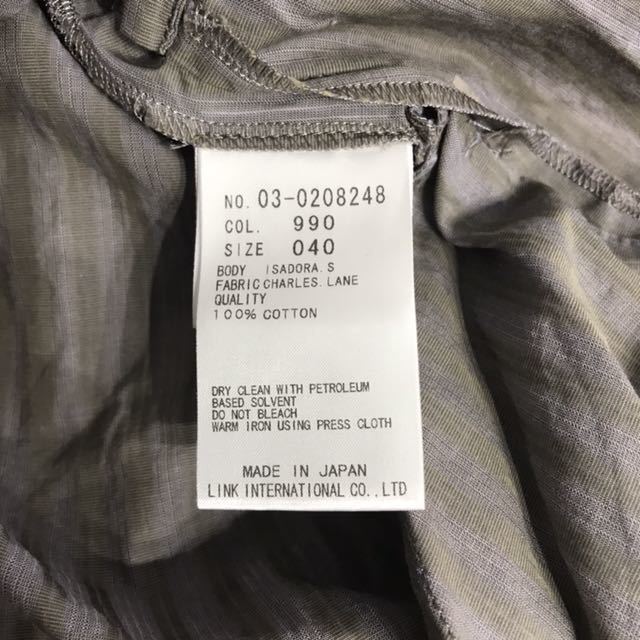 NO. 03-0208248
COL. 990
SIZE 040
BODY ISADORA.S
FABRIC CHARLES.LANE
QUALITY
100% COTTON
DRY CLEAN WITH PETROLEUM
BASED SOLVENT
DO NOT BLEACH
WARM IRON USING PRESS CLOTH
MADE IN JAPAN
LINK INTERNATIONAL CO.,LTD